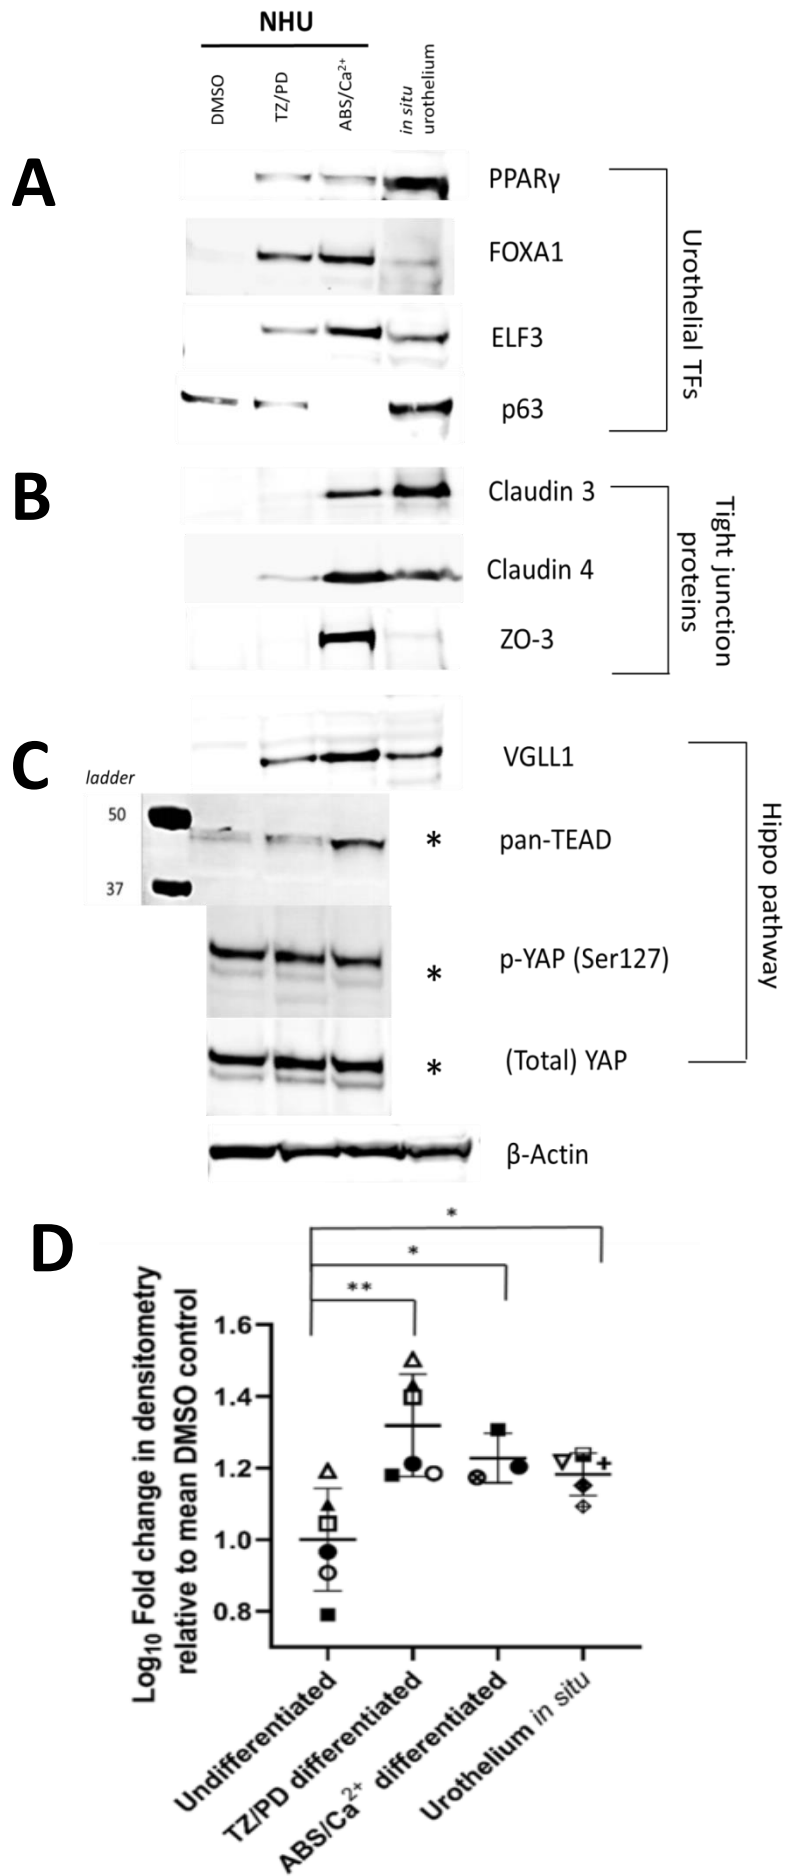 NHU
DMSO
TZ/PD
ABS/Ca²⁺
in situ
urothelium
A
PPARγ
FOXA1
ELF3
p63
Urothelial TFs
B
Claudin 3
Claudin 4
ZO-3
Tight junction
proteins
C
VGLL1
ladder
50
37
*
pan-TEAD
*
p-YAP (Ser127)
*
(Total) YAP
β-Actin
Hippo pathway
D
*
*
**
Log₁₀ Fold change in densitometry
relative to mean DMSO control
1.6
1.4
1.2
1.0
0.8
Undifferentiated
TZ/PD differentiated
ABS/Ca²⁺ differentiated
Urothelium in situ